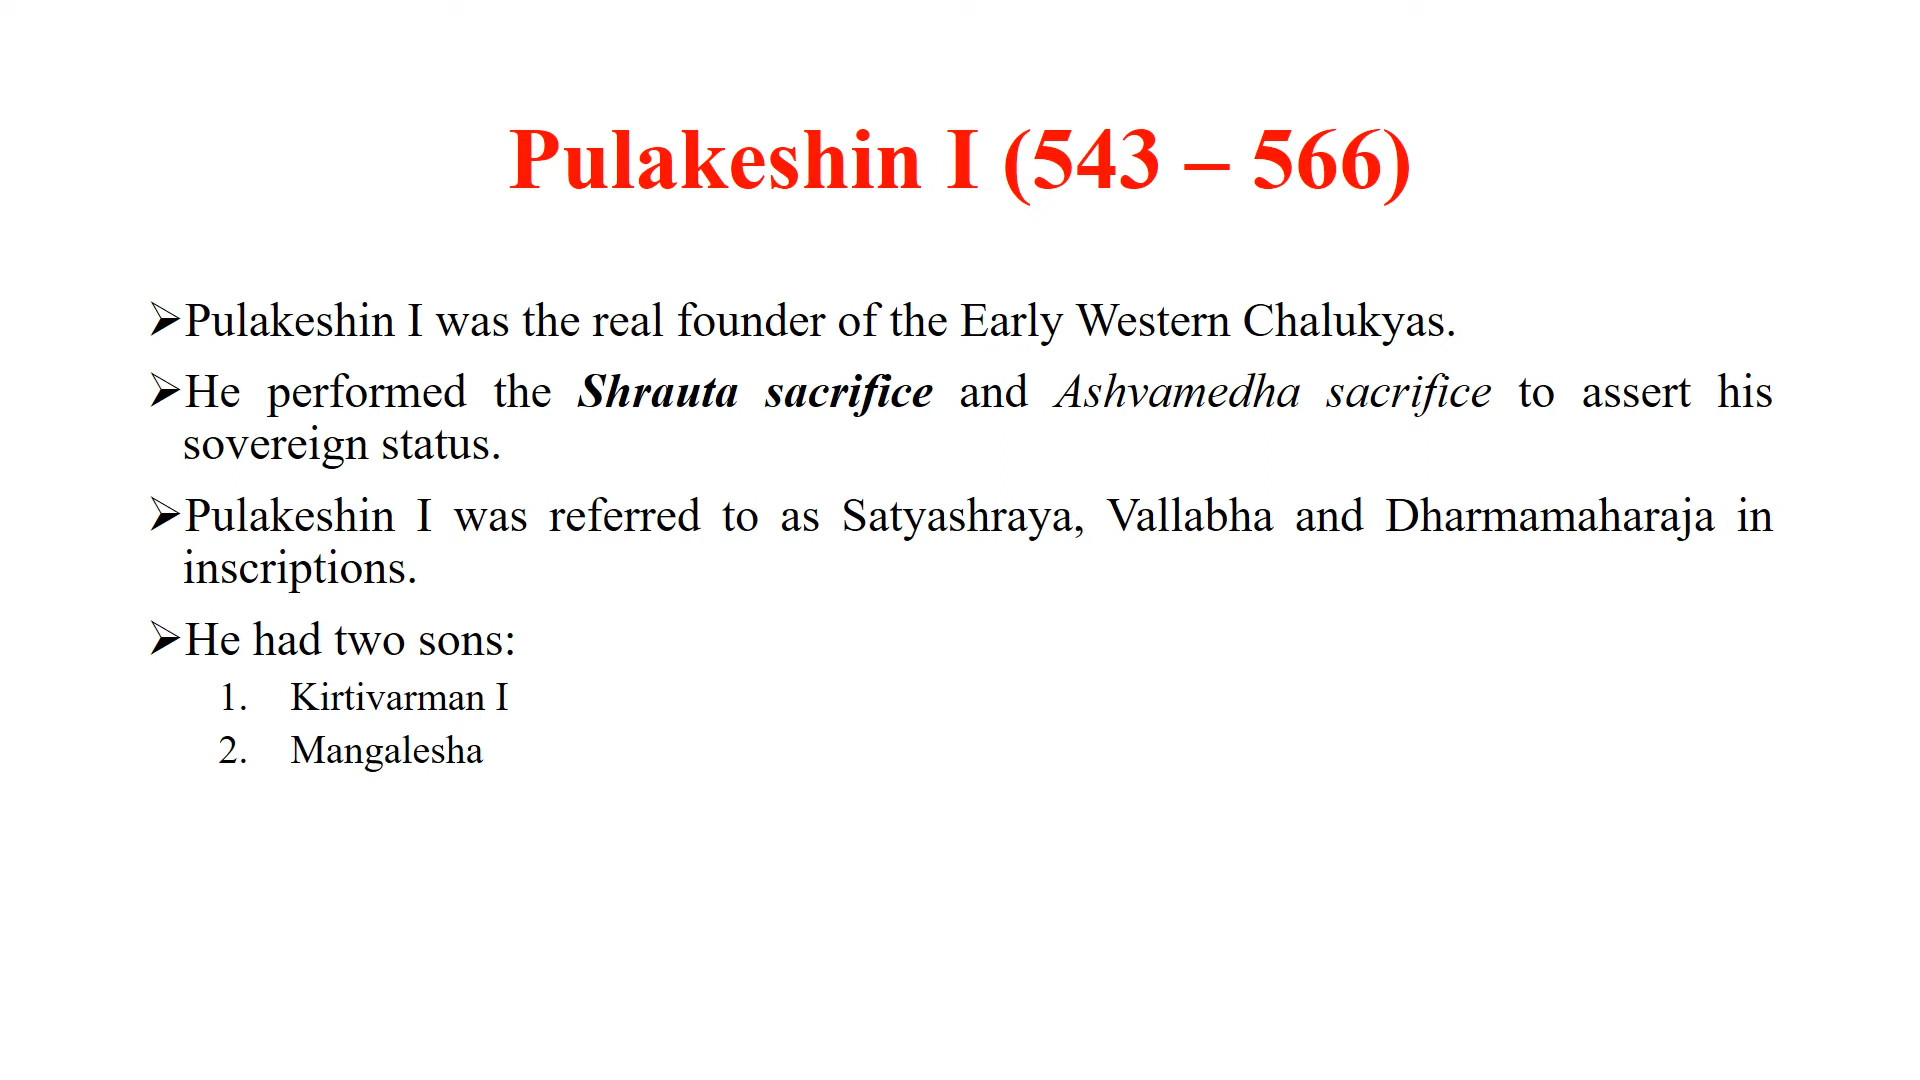 Pulakeshin I (543 – 566)
➢Pulakeshin I was the real founder of the Early Western Chalukyas.
➢He performed the Shrauta sacrifice and Ashvamedha sacrifice to assert his
sovereign status.
➢Pulakeshin I was referred to as Satyashraya, Vallabha and Dharmamaharaja in
inscriptions.
➢He had two sons:
1. Kirtivarman I
2. Mangalesha